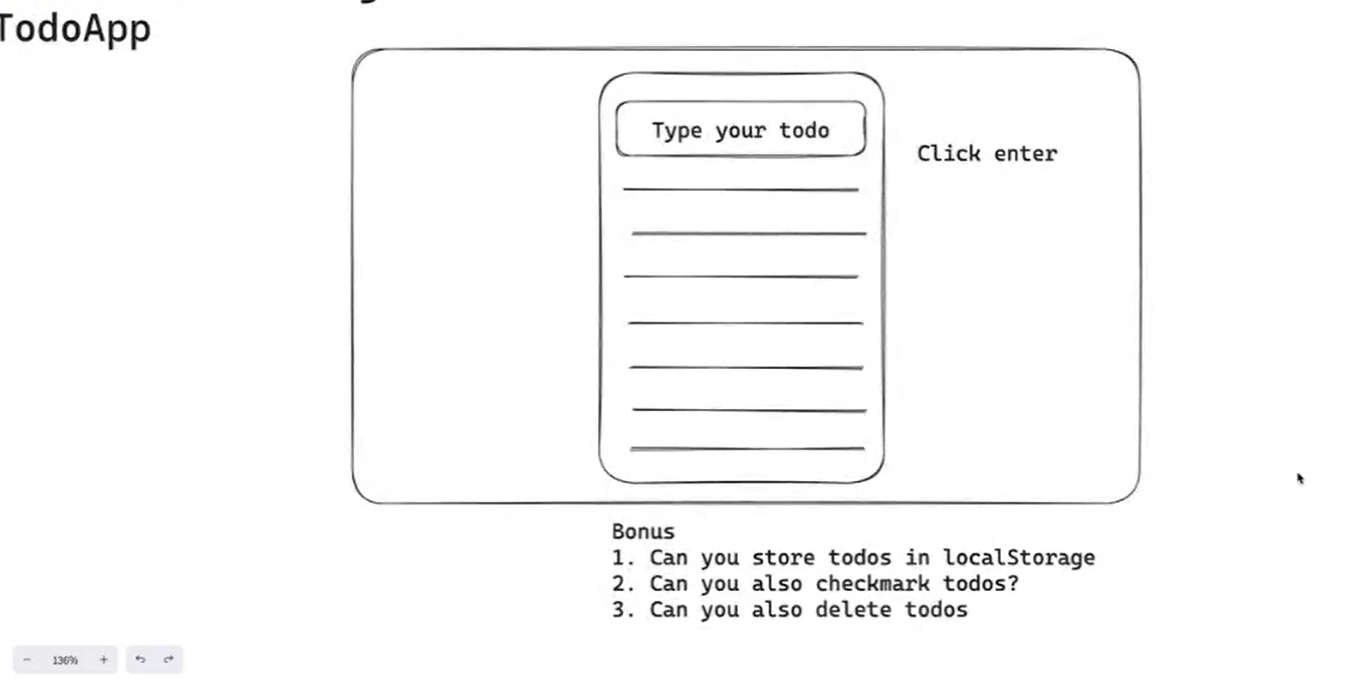 TodoApp
Type your todo
Click enter
Bonus
1. Can you store todos in localStorage
2. Can you also checkmark todos?
3. Can you also delete todos
136%